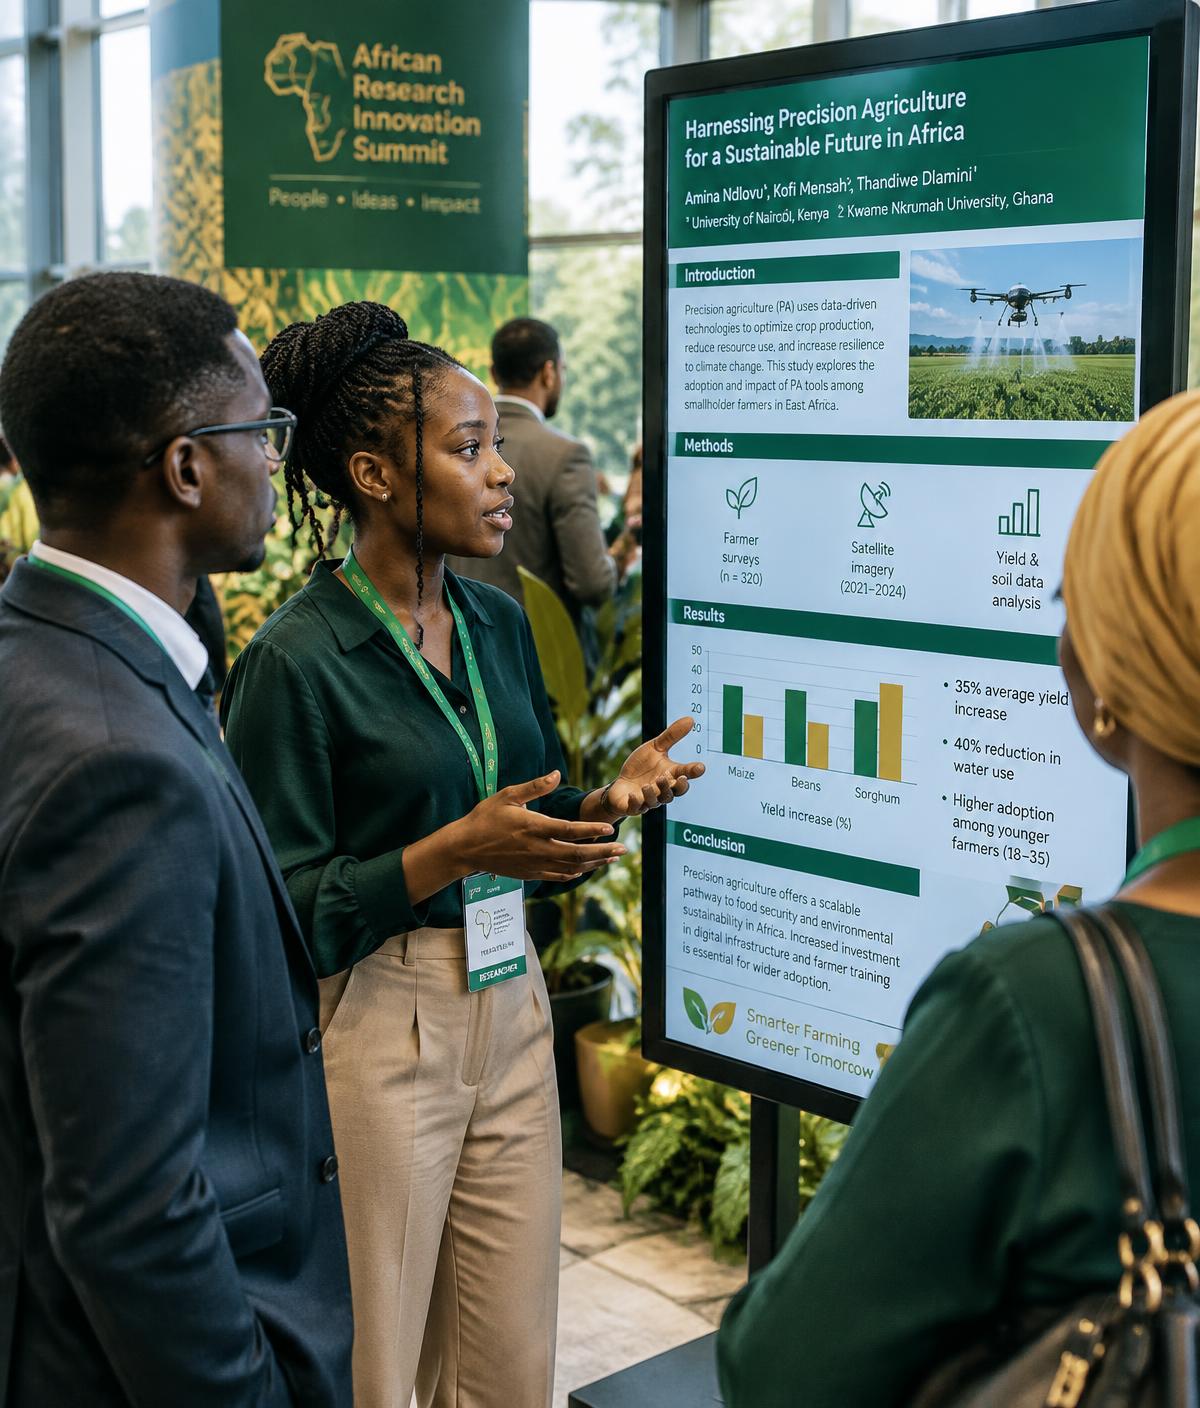 African
Research
Innovation
Summit
People • Ideas • Impact
Harnessing Precision Agriculture
for a Sustainable Future in Africa
Amina Ndlovu¹, Kofi Mensah², Thandiwe Dlamini¹
¹ University of Nairobi, Kenya 2 Kwame Nkrumah University, Ghana
Introduction
Precision agriculture (PA) uses data-driven
technologies to optimize crop production,
reduce resource use, and increase resilience
to climate change. This study explores the
adoption and impact of PA tools among
smallholder farmers in East Africa.
Methods
Farmer
surveys
(n = 320)
Satellite
imagery
(2021–2024)
Yield &
soil data
analysis
Results
50
40
20
20
0
Maize
Beans
Sorghum
Yield increase (%)
• 35% average yield
increase
• 40% reduction in
water use
• Higher adoption
among younger
farmers (18–35)
Conclusion
Precision agriculture offers a scalable
pathway to food security and environmental
sustainability in Africa. Increased investment
in digital infrastructure and farmer training
is essential for wider adoption.
Smarter Farming
Greener Tomorrow
RESEARCHER